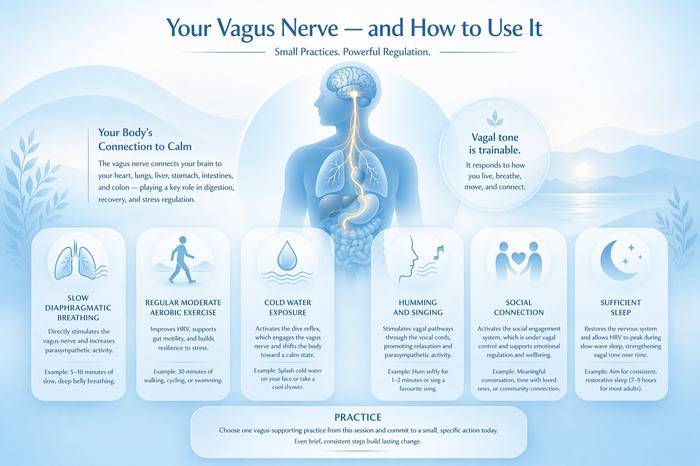 Your Vagus Nerve — and How to Use It
Small Practices. Powerful Regulation.
Your Body's
Connection to Calm
The vagus nerve connects your brain to
your heart, lungs, liver, stomach, intestines,
and colon — playing a key role in digestion,
recovery, and stress regulation.
Vagal tone
is trainable.
It responds to how
you live, breathe,
move, and connect.
SLOW
DIAPHRAGMATIC
BREATHING
Directly stimulates the
vagus nerve and increases
parasympathetic activity.
Example: 5–10 minutes of
slow, deep belly breathing.
REGULAR MODERATE
AEROBIC EXERCISE
Improves HRV, supports
gut motility, and builds
resilience to stress.
Example: 30 minutes of
walking, cycling, or swimming.
COLD WATER
EXPOSURE
Activates the dive reflex,
which engages the vagus
nerve and shifts the body
toward a calm state.
Example: Splash cold water
on your face or take a
cool shower.
HUMMING
AND SINGING
Stimulates vagal pathways
through the vocal cords,
promoting relaxation and
parasympathetic activity.
Example: Hum softly for
1–2 minutes or sing a
favourite song.
SOCIAL
CONNECTION
Activates the social engagement
system, which is under vagal
control and supports emotional
regulation and wellbeing.
Example: Meaningful
conversation, time with loved
ones, or community connection.
SUFFICIENT
SLEEP
Restores the nervous system
and allows HRV to peak during
slow-wave sleep, strengthening
vagal tone over time.
Example: Aim for consistent,
restorative sleep (7–9 hours
for most adults).
PRACTICE
Choose one vagus-supporting practice from this session and commit to a small, specific action today.
Even brief, consistent steps build lasting change.